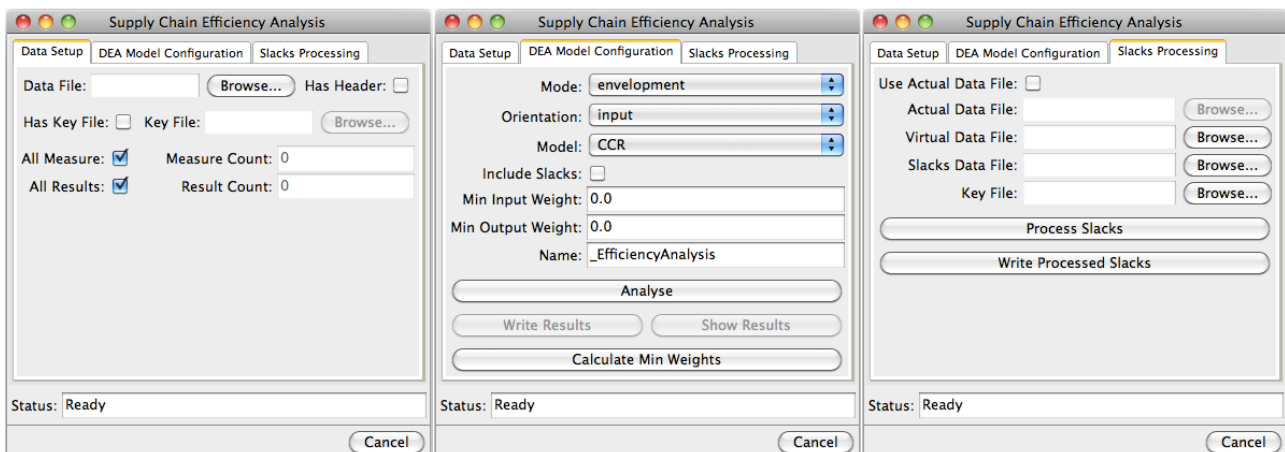 Supply Chain Efficiency Analysis
Data Setup DEA Model Configuration Slacks Processing
Data File: Browse... Has Header:
Has Key File: Key File: Browse...
All Measure: Measure Count: 0
All Results: Result Count: 0
Status: Ready
Cancel
Supply Chain Efficiency Analysis
Data Setup DEA Model Configuration Slacks Processing
Mode: envelopment
Orientation: input
Model: CCR
Include Slacks:
Min Input Weight: 0.0
Min Output Weight: 0.0
Name: _EfficiencyAnalysis
Analyse
Write Results Show Results
Calculate Min Weights
Status: Ready
Cancel
Supply Chain Efficiency Analysis
Data Setup DEA Model Configuration Slacks Processing
Use Actual Data File:
Actual Data File: Browse...
Virtual Data File: Browse...
Slacks Data File: Browse...
Key File: Browse...
Process Slacks
Write Processed Slacks
Status: Ready
Cancel